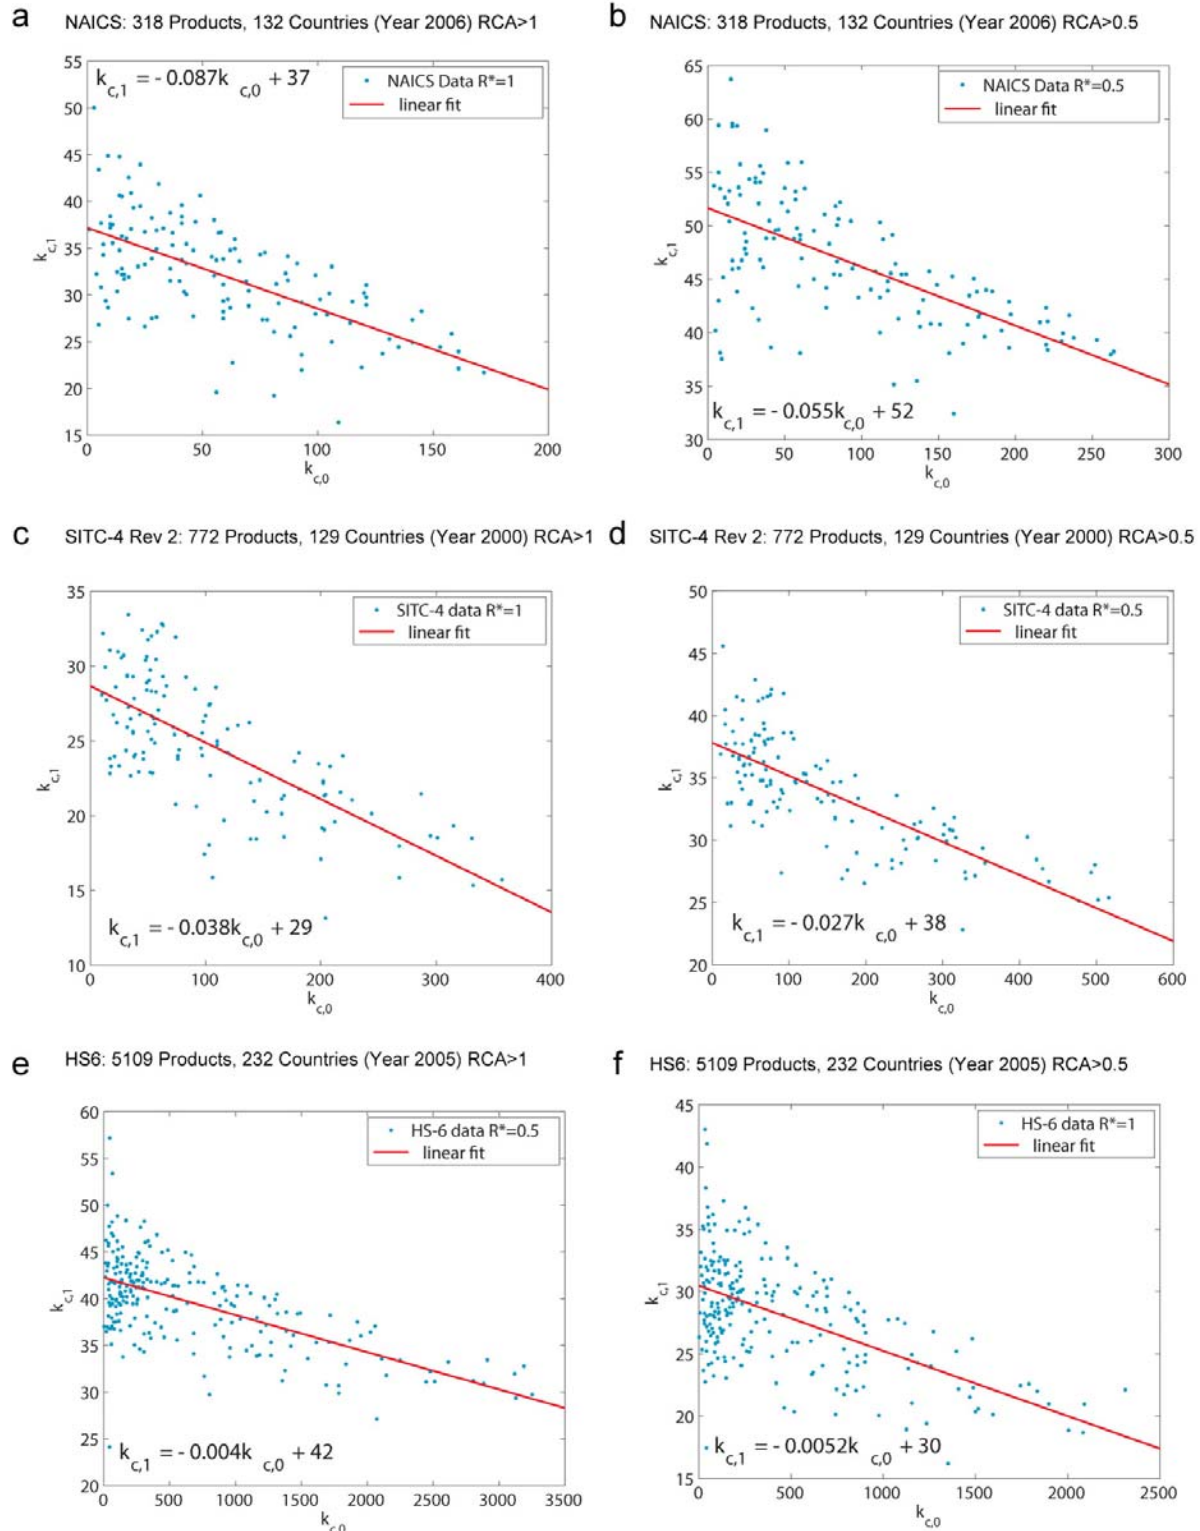 a NAICS: 318 Products, 132 Countries (Year 2006) RCA>1
k c,1 = - 0.087k c,0 + 37
NAICS Data R*=1
linear fit
55
50
45
40
35
30
25
20
15
k c,1
0 50 100 150 200
k c,0
b NAICS: 318 Products, 132 Countries (Year 2006) RCA>0.5
NAICS Data R*=0.5
linear fit
65
60
55
50
45
40
35
30
k c,1
k c,1 = - 0.055k c,0 + 52
0 50 100 150 200 250 300
k c,0
c SITC-4 Rev 2: 772 Products, 129 Countries (Year 2000) RCA>1
SITC-4 data R*=1
linear fit
35
30
25
20
15
10
k c,1
k c,1 = - 0.038k c,0 + 29
0 100 200 300 400
k c,0
d SITC-4 Rev 2: 772 Products, 129 Countries (Year 2000) RCA>0.5
SITC-4 data R*=0.5
linear fit
50
45
40
35
30
25
20
k c,1
k c,1 = - 0.027k c,0 + 38
0 100 200 300 400 500 600
k c,0
e HS6: 5109 Products, 232 Countries (Year 2005) RCA>1
HS-6 data R*=0.5
linear fit
60
55
50
45
40
35
30
25
20
k c,1
k c,1 = - 0.004k c,0 + 42
0 500 1000 1500 2000 2500 3000 3500
k c,0
f HS6: 5109 Products, 232 Countries (Year 2005) RCA>0.5
HS-6 data R*=1
linear fit
45
40
35
30
25
20
15
k c,1
k c,1 = - 0.0052k c,0 + 30
0 500 1000 1500 2000 2500
k c,0